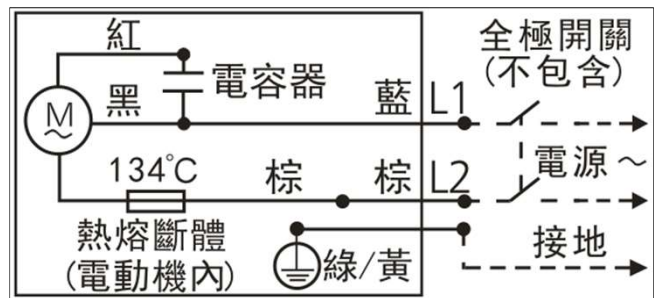 紅
全極開關
(不包含)
電容器
M
~
黑
藍 L1
電源~
134℃
棕 棕 L2
熱熔斷體
(電動機內)
綠/黃
接地